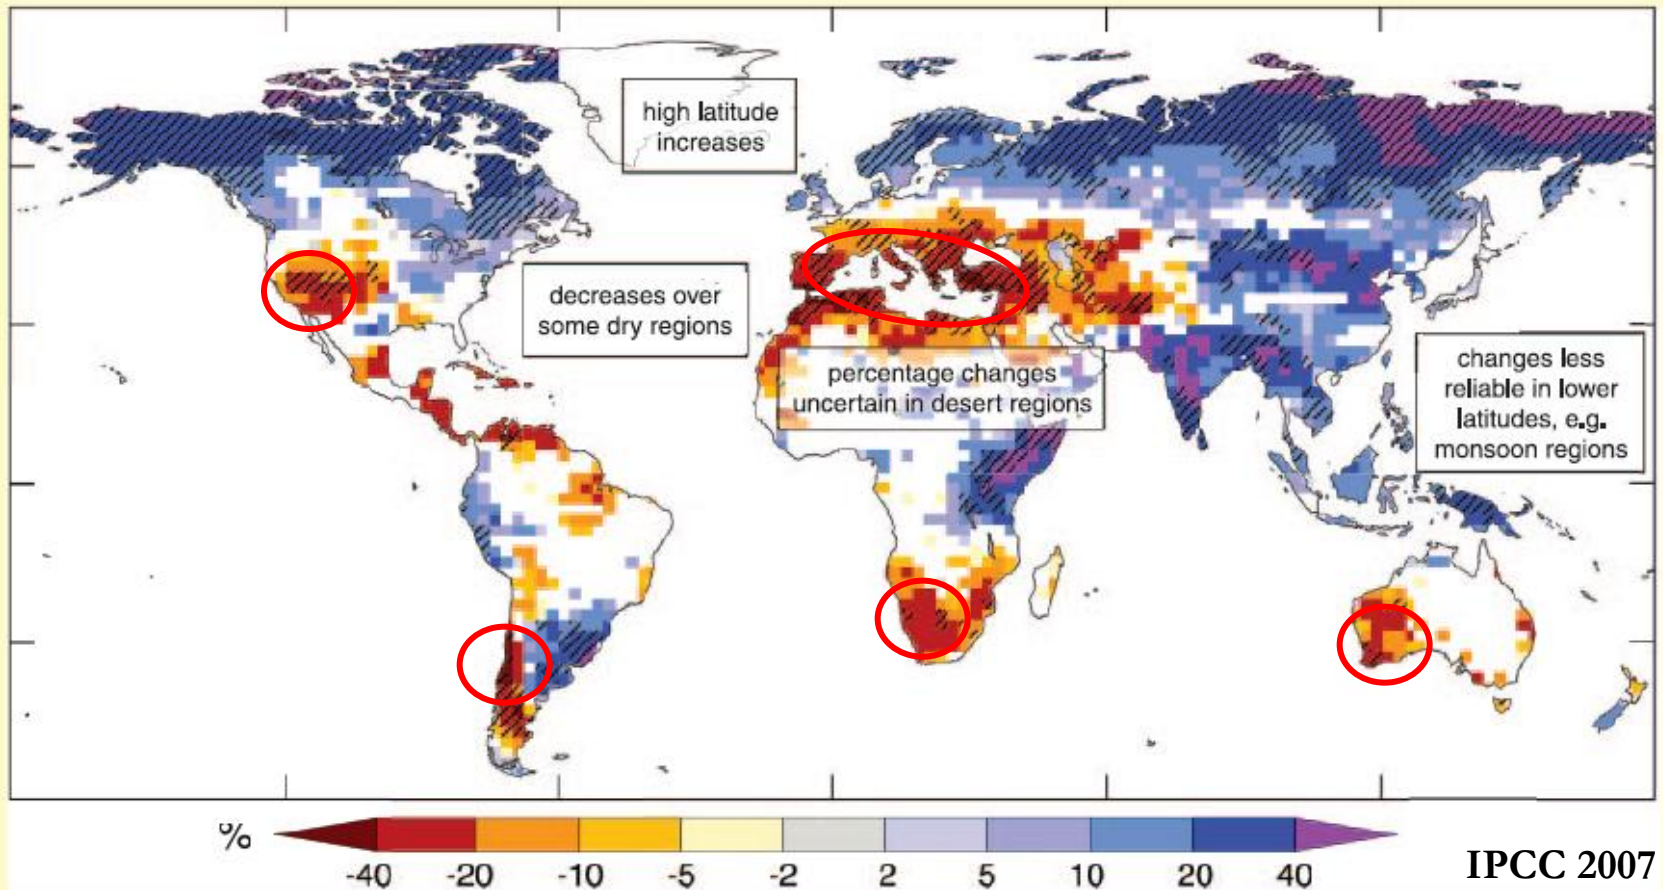 high latitude
increases
decreases over
some dry regions
percentage changes
uncertain in desert regions
changes less
reliable in lower
latitudes, e.g.
monsoon regions
%
-40 -20 -10 -5 -2 2 5 10 20 40
IPCC 2007